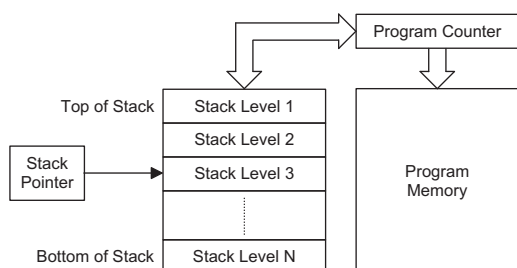 Program Counter
Top of Stack
Stack Level 1
Stack Level 2
Stack
Pointer
Stack Level 3
Program
Memory
Bottom of Stack
Stack Level N